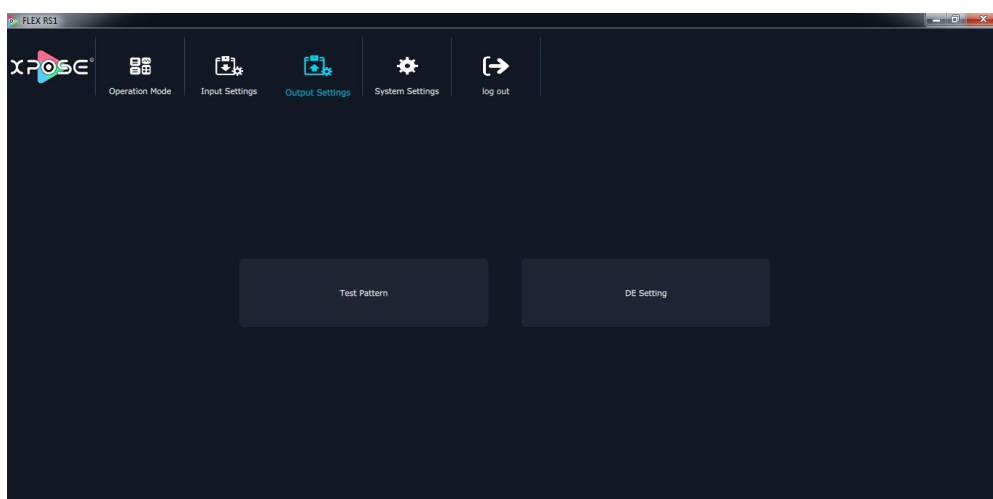 FLEX RS1
XPOSE®
Operation Mode
Input Settings
Output Settings
System Settings
log out
Test Pattern
DE Setting